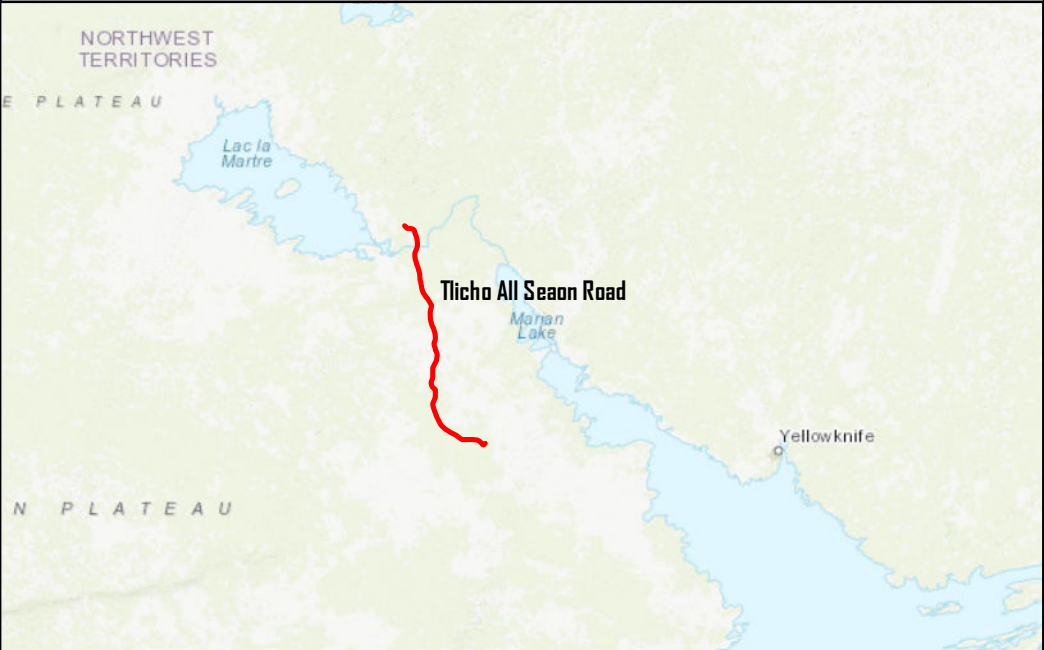 NORTHWEST
TERRITORIES
E PLATEAU
Lac la
Martre
Tlicho All Seaon Road
Marian
Lake
Yellowknife
N PLATEAU